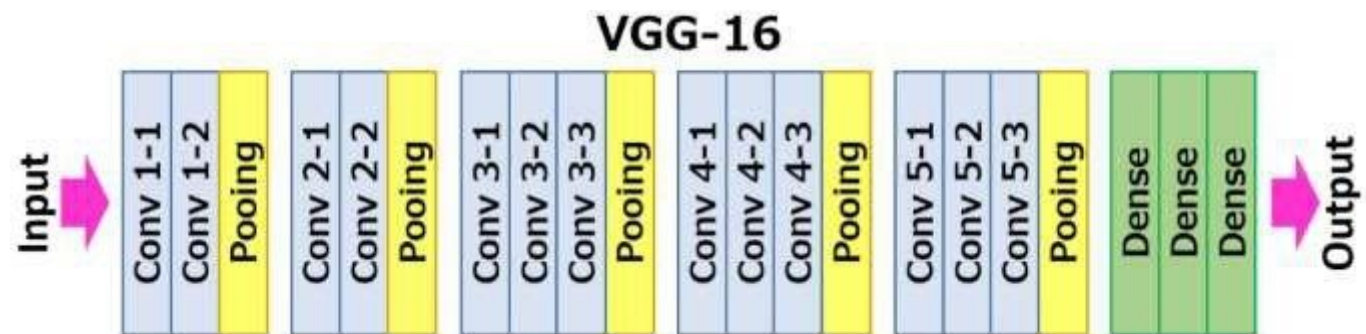 VGG-16
Input
Conv 1-1
Conv 1-2
Pooing
Conv 2-1
Conv 2-2
Pooing
Conv 3-1
Conv 3-2
Conv 3-3
Pooing
Conv 4-1
Conv 4-2
Conv 4-3
Pooing
Conv 5-1
Conv 5-2
Conv 5-3
Pooing
Dense
Dense
Dense
Output